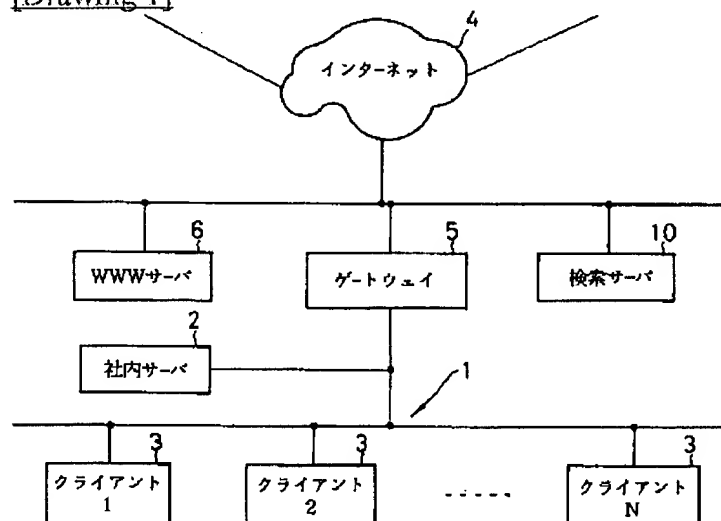 [Drawing 1]
4
インターネット
6
5
10
WWWサーバ
ゲートウェイ
検索サーバ
2
社内サーバ
1
3
3
3
クライアント
1
クライアント
2
.....
クライアント
N